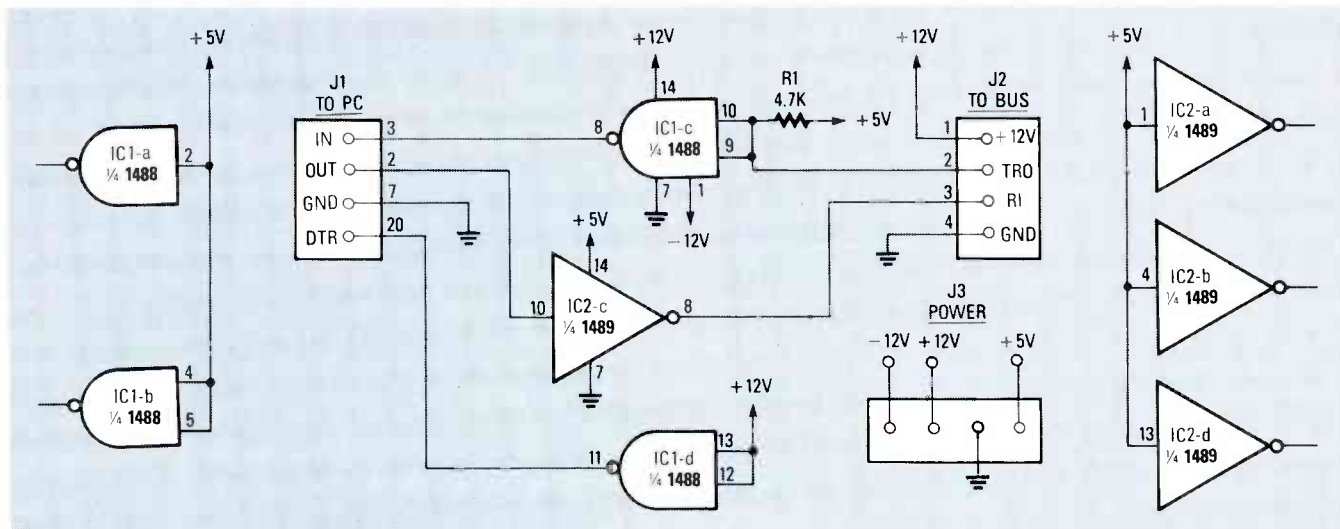 +5V
IC1-a
¼ 1488
2
IC1-b
¼ 1488
4
5
J1
TO PC
IN
3
OUT
2
GND
7
DTR
20
+12V
14
8
IC1-c
¼ 1488
10
9
7
1
-12V
R1
4.7K
+5V
+5V
14
10
IC2-c
¼ 1489
8
7
+12V
11
IC1-d
¼ 1488
13
12
+12V
J2
TO BUS
1
+12V
2
TRO
3
RI
4
GND
J3
POWER
-12V
+12V
+5V
+5V
1
IC2-a
¼ 1489
4
IC2-b
¼ 1489
13
IC2-d
¼ 1489